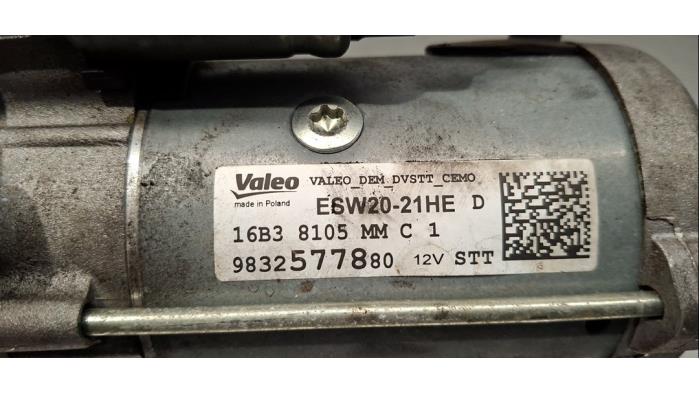 Valeo VALEO_DEM_DVSTT_CEMO
made in Poland
ESW20-21HE D
16B3 8105 MM C 1
9832577880 12V STT